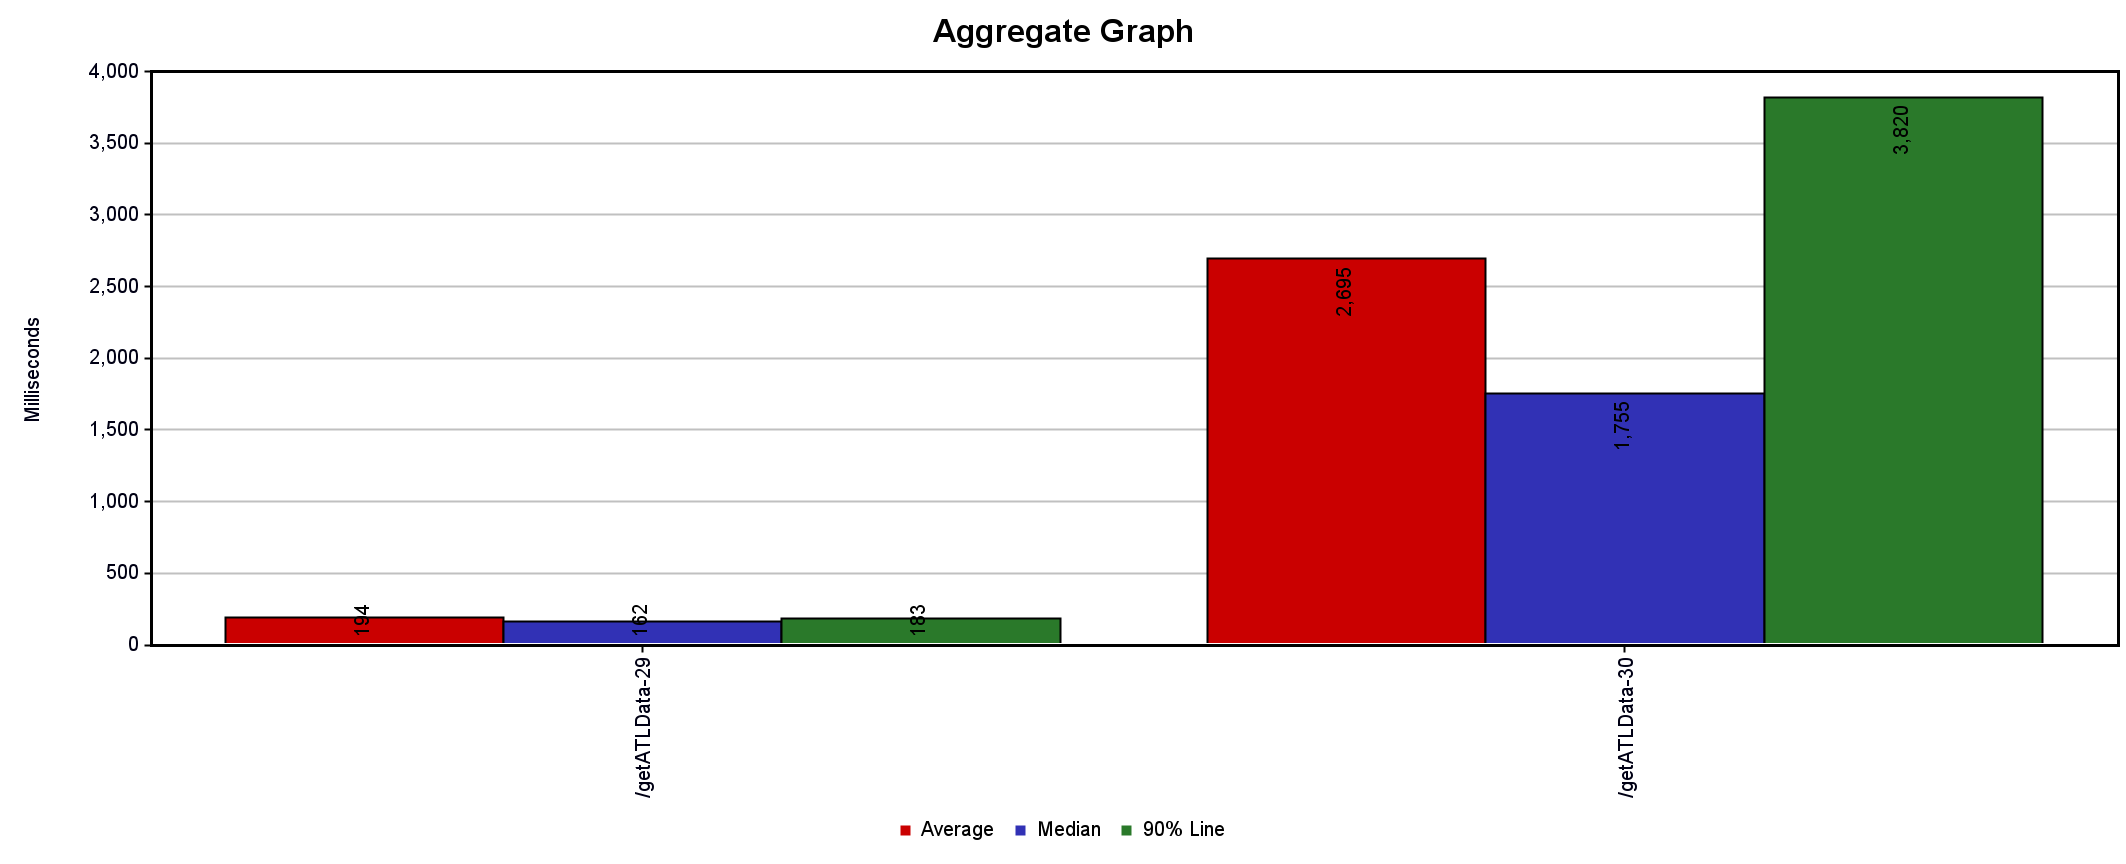 Aggregate Graph
Milliseconds
4,000
3,500
3,000
2,500
2,000
1,500
1,000
500
0
194
162
183
2,695
1,755
3,820
/getATLData-29
/getATLData-30
Average
Median
90% Line